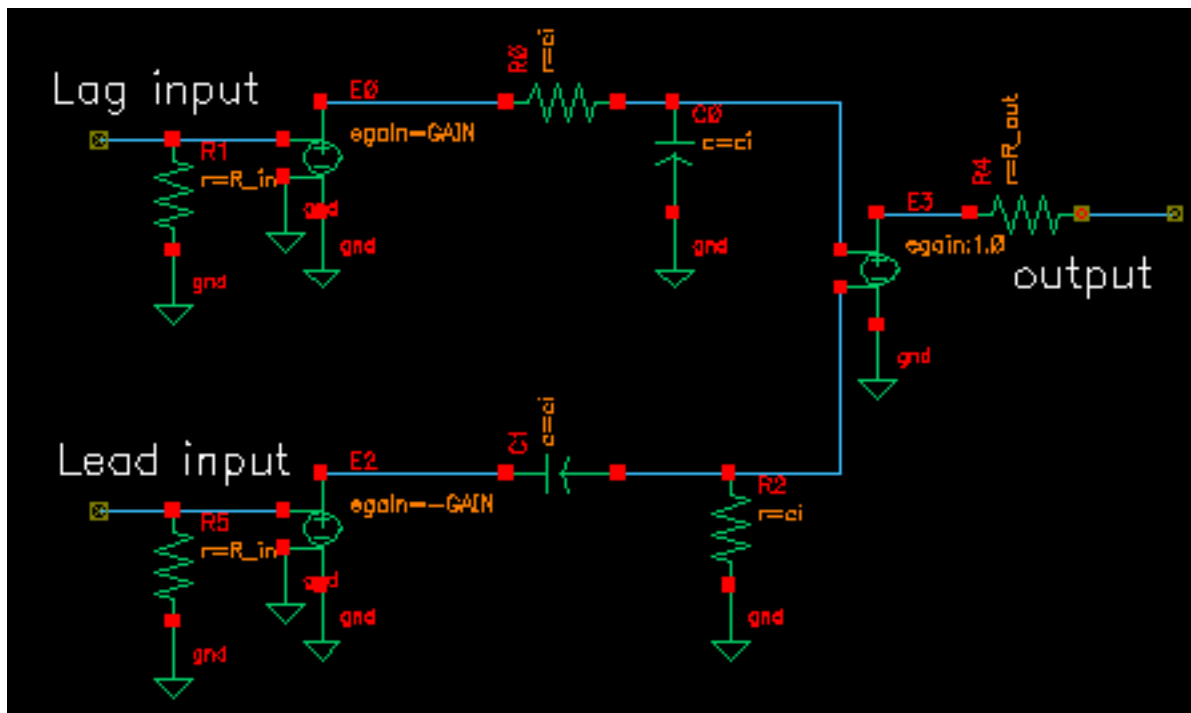 Lag input
E0
egain=GAIN
R0
r=ci
C0
c=ci
R1
r=R_in
gnd
gnd
gnd
gnd
E3
egain:1.0
R4
r=R_out
output
gnd
Lead input
E2
egain=-GAIN
C1
c=ci
R2
r=ci
R5
r=R_in
gnd
gnd
gnd
gnd